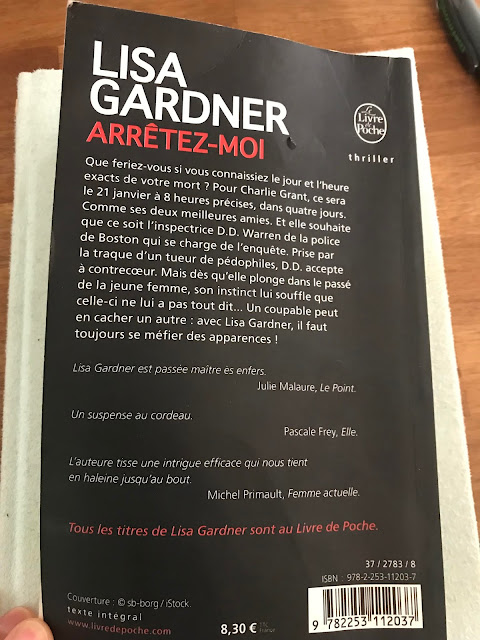 LISA
GARDNER
ARRÊTEZ-MOI
Le
Livre
de
Poche
thriller
Que feriez-vous si vous connaissiez le jour et l'heure
exacts de votre mort ? Pour Charlie Grant, ce sera
le 21 janvier à 8 heures précises, dans quatre jours.
Comme ses deux meilleures amies. Et elle souhaite
que ce soit l'inspectrice D.D. Warren de la police
de Boston qui se charge de l'enquête. Prise par
la traque d'un tueur de pédophiles, D.D. accepte
à contrecœur. Mais dès qu'elle plonge dans le passé
de la jeune femme, son instinct lui souffle que
celle-ci ne lui a pas tout dit... Un coupable peut
en cacher un autre : avec Lisa Gardner, il faut
toujours se méfier des apparences !
Lisa Gardner est passée maître ès enfers.
Julie Malaure, Le Point.
Un suspense au cordeau.
Pascale Frey, Elle.
L'auteure tisse une intrigue efficace qui nous tient
en haleine jusqu'au bout.
Michel Primault, Femme actuelle.
Tous les titres de Lisa Gardner sont au Livre de Poche.
37 / 2783 / 8
ISBN : 978-2-253-11203-7
Couverture : © sb-borg / iStock.
texte intégral
www.livredepoche.com
8,30 € TTC
France
9 782253 112037